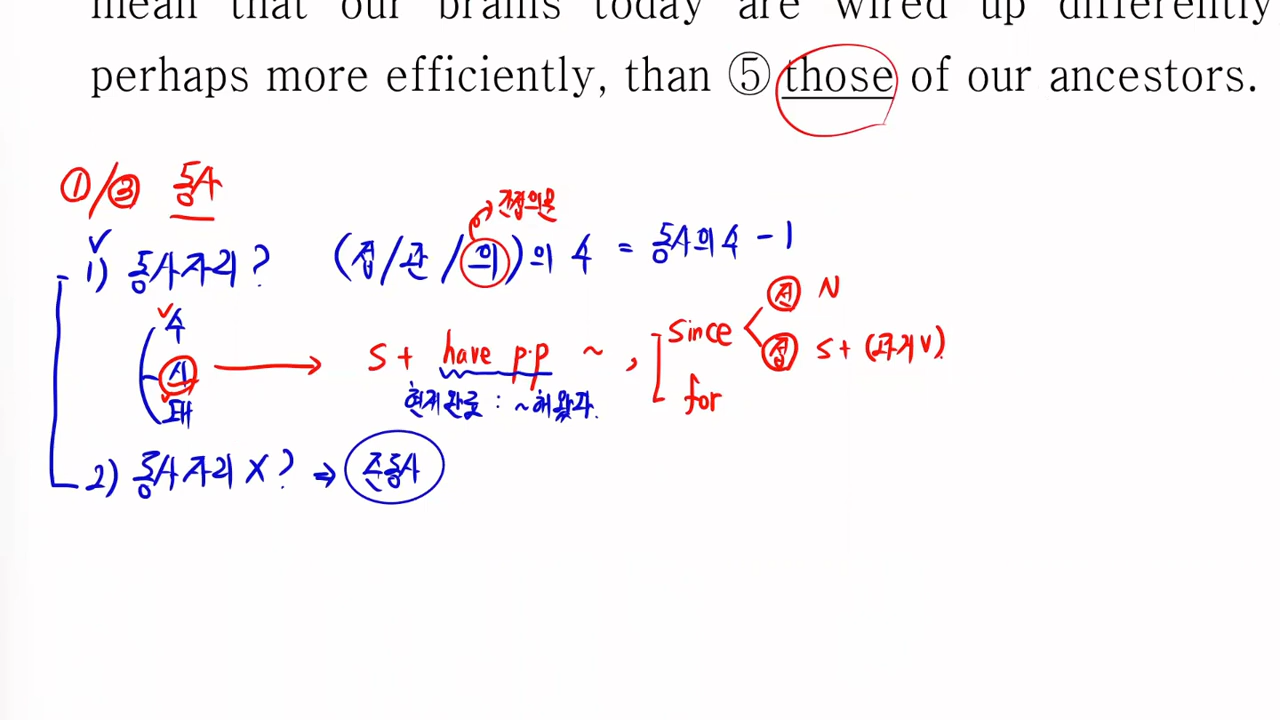 mean that our brains today are wired up differently
perhaps more efficiently, than ⑤ those of our ancestors.
①/③ 동사
간접의문
1) 동사자리? (접/관/의)의 수 = 동사의 수 - 1
전 N
수
시 S + have p.p ~, since 접 S + (과거V)
현재완료 : ~해왔다. for
태
2) 동사자리 X? ⇒ 준동사